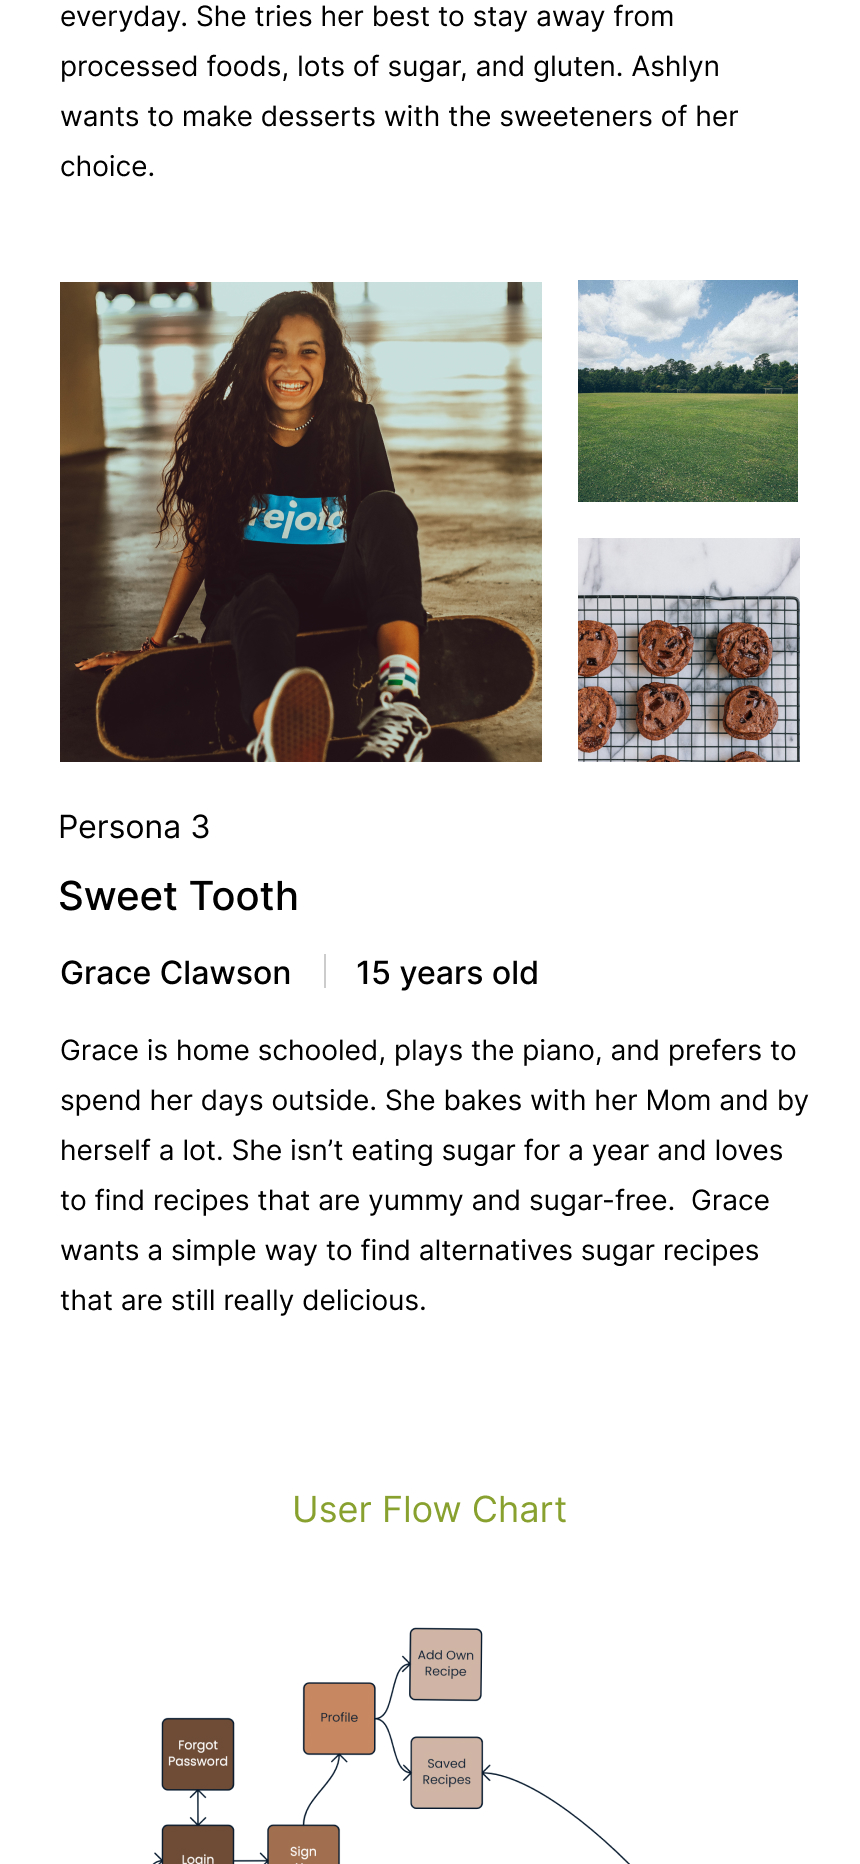 everyday. She tries her best to stay away from
processed foods, lots of sugar, and gluten. Ashlyn
wants to make desserts with the sweeteners of her
choice.
Persona 3
Sweet Tooth
Grace Clawson | 15 years old
Grace is home schooled, plays the piano, and prefers to
spend her days outside. She bakes with her Mom and by
herself a lot. She isn’t eating sugar for a year and loves
to find recipes that are yummy and sugar-free.  Grace
wants a simple way to find alternatives sugar recipes
that are still really delicious.
User Flow Chart
Add Own
Recipe
Profile
Forgot
Password
Saved
Recipes
Login
Sign